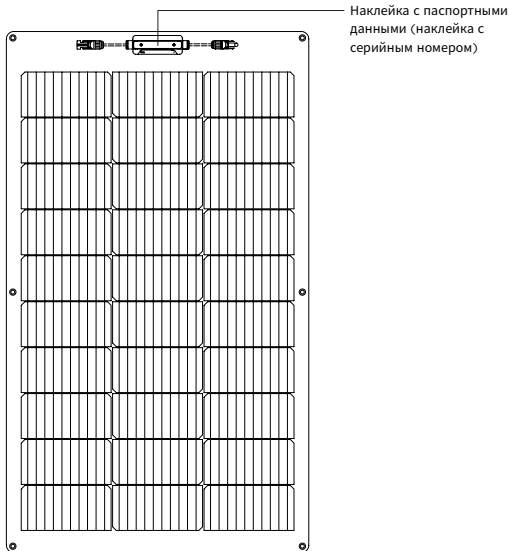 Наклейка с паспортными
данными (наклейка с
серийным номером)